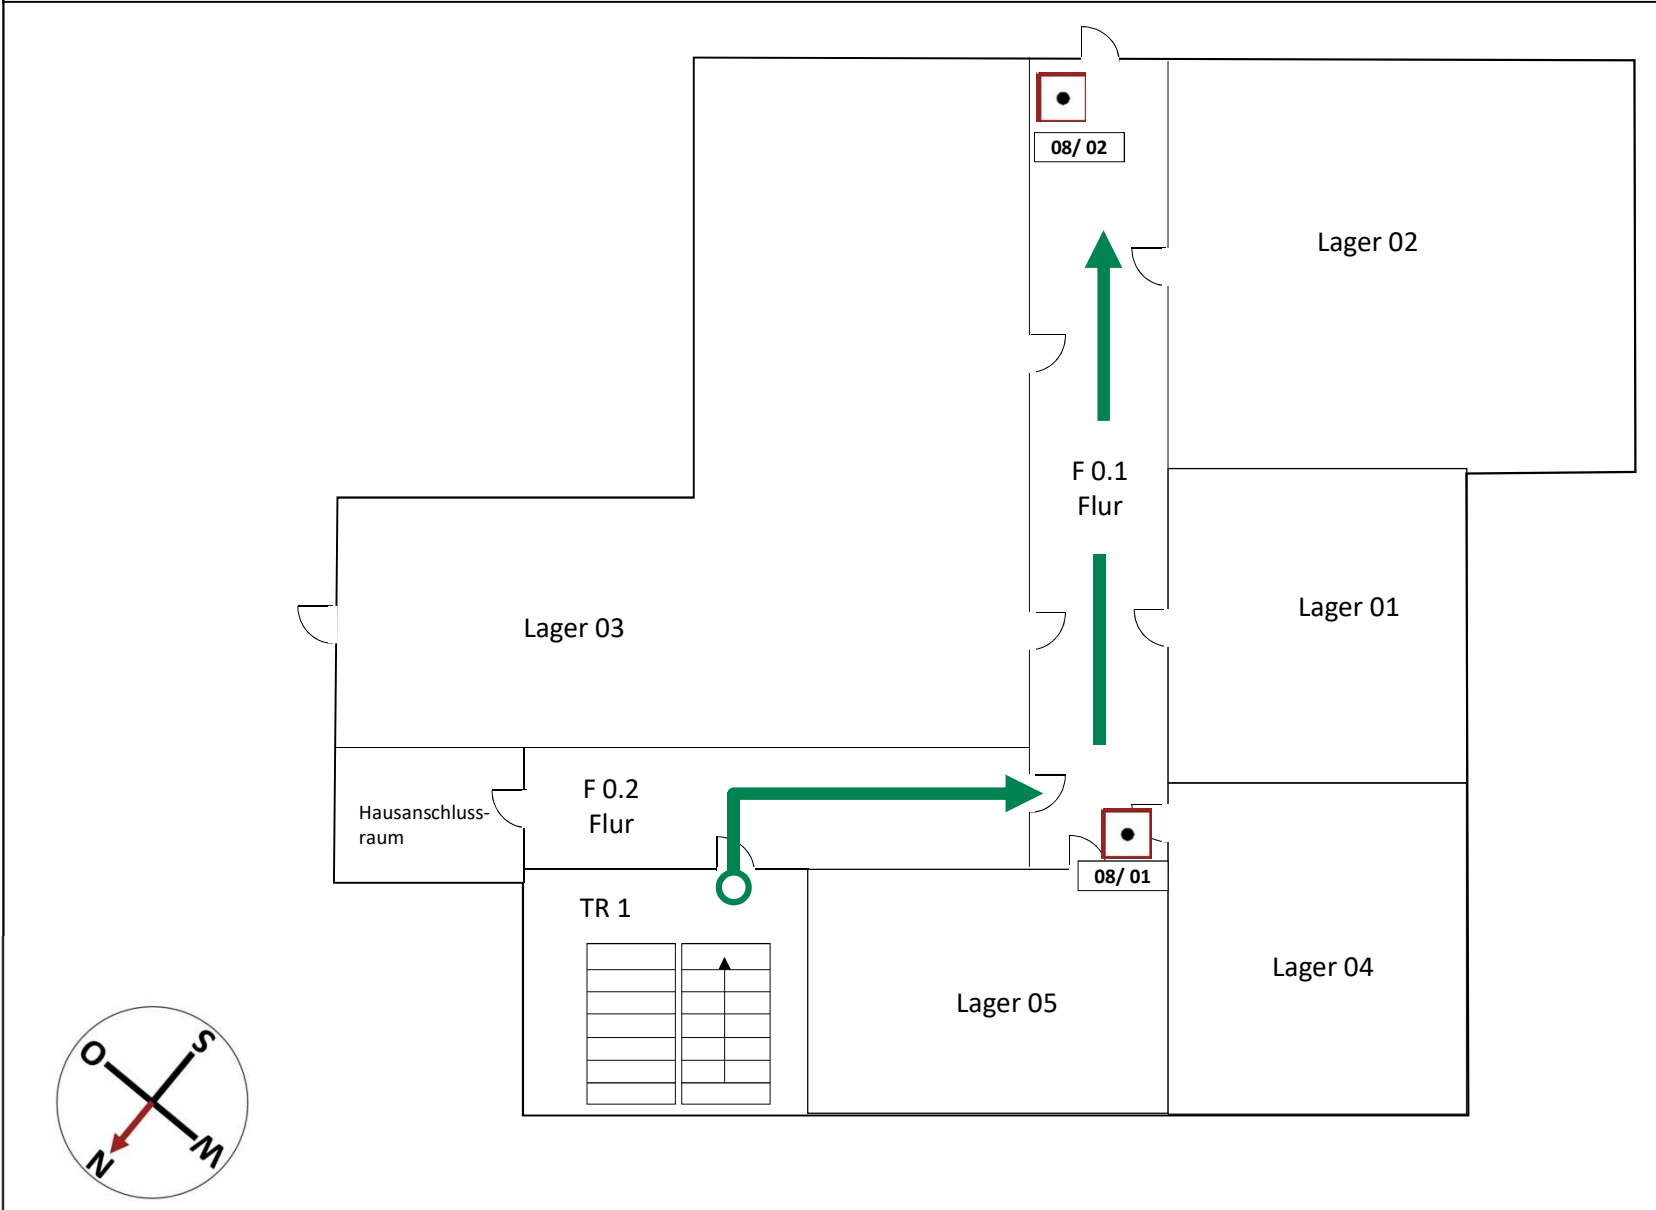 08/ 02
Lager 02
F 0.1
Flur
Lager 01
Lager 03
F 0.2
Flur
Hausanschluss-
raum
08/ 01
TR 1
Lager 04
Lager 05
S
O
W
N